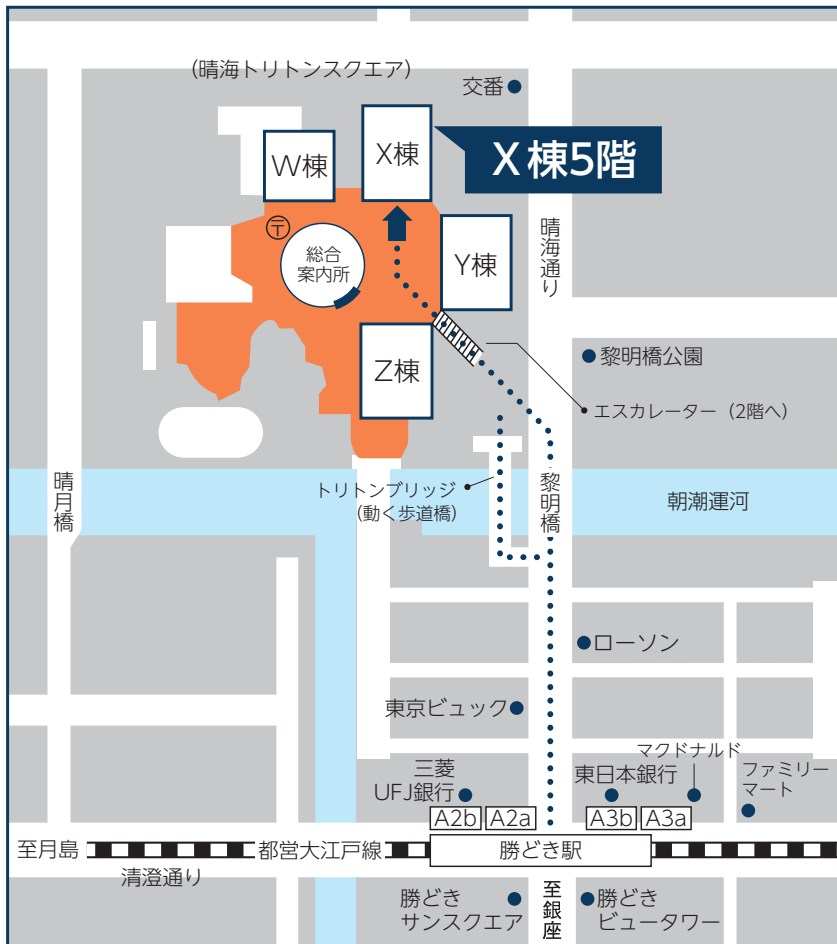 (晴海トリトンスクエア)
交番
W棟
X棟
X棟5階
〒
総合
案内所
Y棟
晴海通り
Z棟
黎明橋公園
エスカレーター（2階へ）
晴月橋
トリトンブリッジ
(動く歩道橋)
黎明橋
朝潮運河
ローソン
東京ビュック
三菱
UFJ銀行
東日本銀行
マクドナルド
ファミリー
マート
A2b
A2a
A3b
A3a
至月島
都営大江戸線
勝どき駅
清澄通り
勝どき
サンスクエア
至銀座
勝どき
ビュータワー